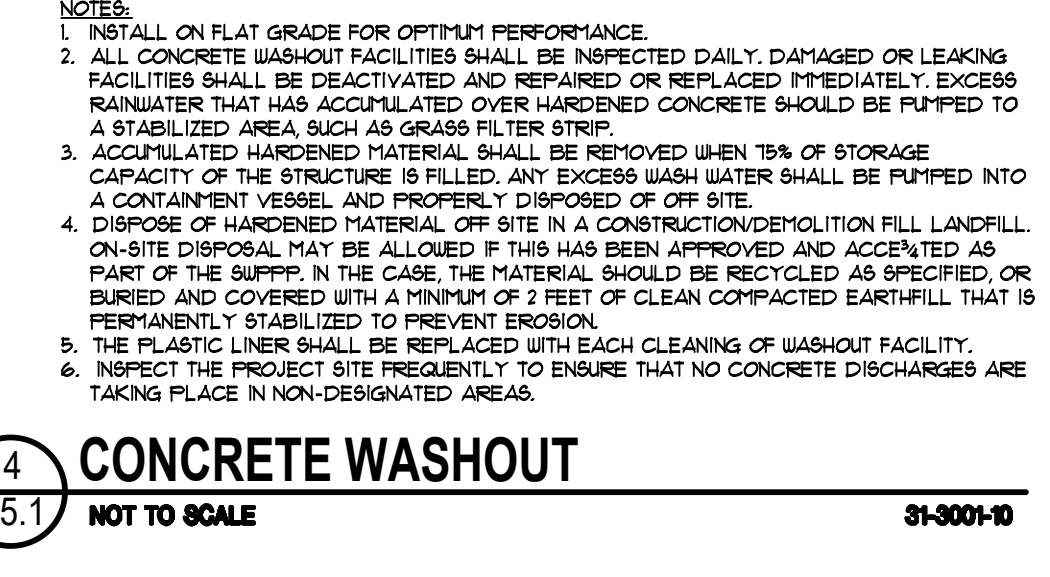 NOTES:
1. INSTALL ON FLAT GRADE FOR OPTIMUM PERFORMANCE.
2. ALL CONCRETE WASHOUT FACILITIES SHALL BE INSPECTED DAILY. DAMAGED OR LEAKING
FACILITIES SHALL BE DEACTIVATED AND REPAIRED OR REPLACED IMMEDIATELY. EXCESS
RAINWATER THAT HAS ACCUMULATED OVER HARDENED CONCRETE SHOULD BE PUMPED TO
A STABILIZED AREA, SUCH AS GRASS FILTER STRIP.
3. ACCUMULATED HARDENED MATERIAL SHALL BE REMOVED WHEN 75% OF STORAGE
CAPACITY OF THE STRUCTURE IS FILLED. ANY EXCESS WASH WATER SHALL BE PUMPED INTO
A CONTAINMENT VESSEL AND PROPERLY DISPOSED OF OFF SITE.
4. DISPOSE OF HARDENED MATERIAL OFF SITE IN A CONSTRUCTION/DEMOLITION FILL LANDFILL.
ON-SITE DISPOSAL MAY BE ALLOWED IF THIS HAS BEEN APPROVED AND ACCE¾TED AS
PART OF THE SWPPP. IN THE CASE, THE MATERIAL SHOULD BE RECYCLED AS SPECIFIED, OR
BURIED AND COVERED WITH A MINIMUM OF 2 FEET OF CLEAN COMPACTED EARTHFILL THAT IS
PERMANENTLY STABILIZED TO PREVENT EROSION.
5. THE PLASTIC LINER SHALL BE REPLACED WITH EACH CLEANING OF WASHOUT FACILITY.
6. INSPECT THE PROJECT SITE FREQUENTLY TO ENSURE THAT NO CONCRETE DISCHARGES ARE
TAKING PLACE IN NON-DESIGNATED AREAS.
4 CONCRETE WASHOUT
5.1 NOT TO SCALE 31-3001-10